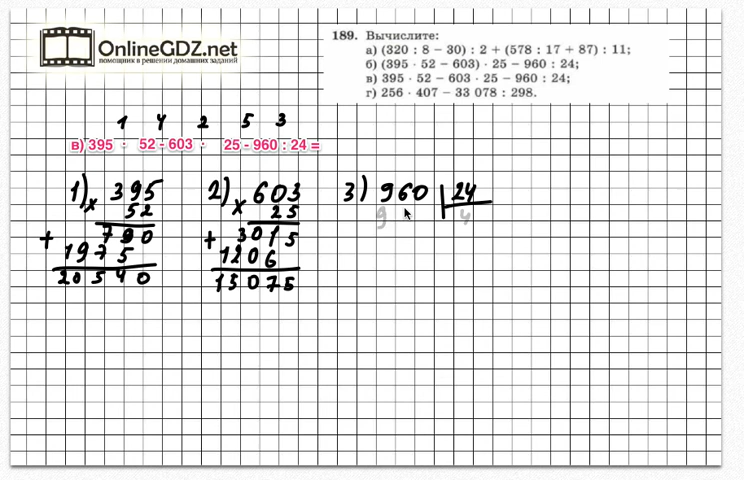 OnlineGDZ.net
помощник в решении домашних заданий
189. Вычислите:
а) (320 : 8 − 30) : 2 + (578 : 17 + 87) : 11;
б) (395 · 52 − 603) · 25 − 960 : 24;
в) 395 · 52 − 603 · 25 − 960 : 24;
г) 256 · 407 − 33 078 : 298.
1 4 2 5 3
в) 395 · 52 - 603 · 25 - 960 : 24 =
1) 395 2) 603 3) 960 24
× 52 × 25 9 4
+ 790 + 3015
1975 1206
20540 15075